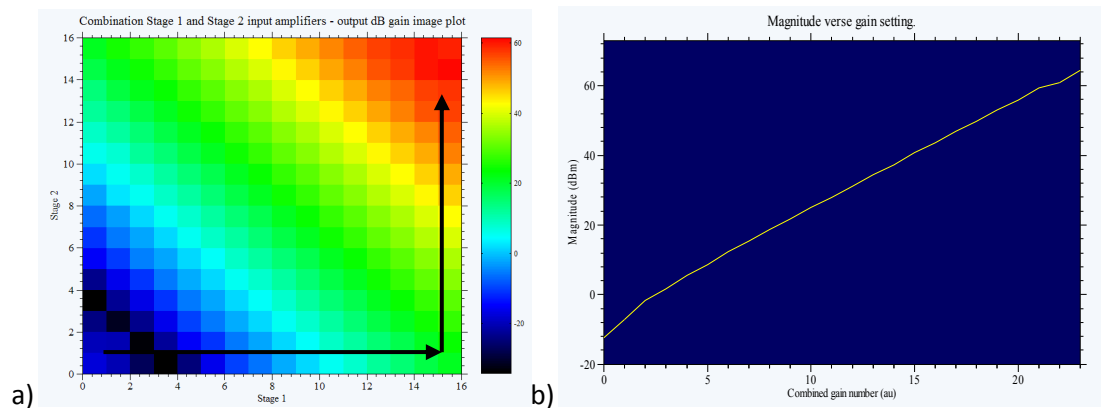 Combination Stage 1 and Stage 2 input amplifiers - output dB gain image plot
16
14
12
10
8
6
4
2
0
Stage 2
0 2 4 6 8 10 12 14 16
Stage 1
60
40
20
0
-20
a)
Magnitude verse gain setting.
60
40
20
0
-20
Magnitude (dBm)
0 5 10 15 20
Combined gain number (au)
b)